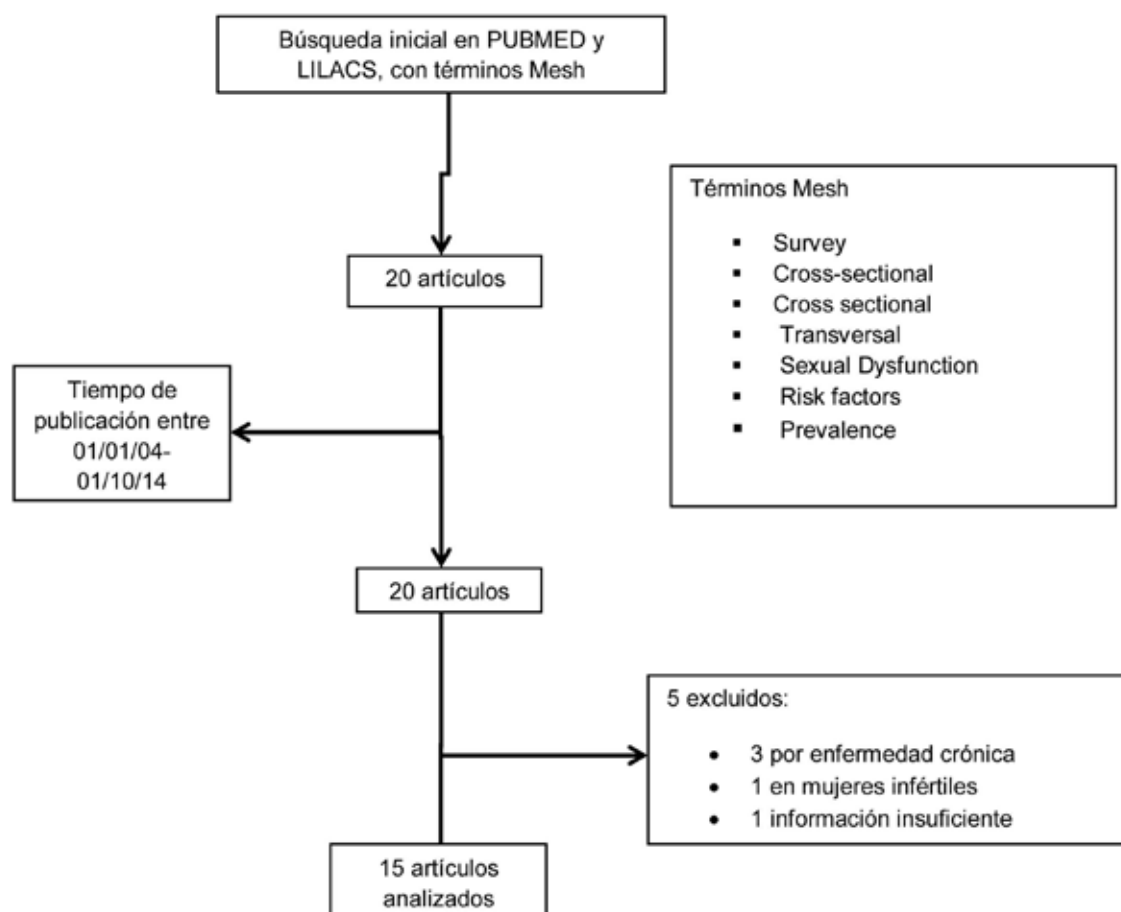 Búsqueda inicial en PUBMED y
LILACS, con términos Mesh
Términos Mesh
▪ Survey
▪ Cross-sectional
▪ Cross sectional
▪ Transversal
▪ Sexual Dysfunction
▪ Risk factors
▪ Prevalence
20 artículos
Tiempo de
publicación entre
01/01/04-
01/10/14
20 artículos
5 excluidos:
• 3 por enfermedad crónica
• 1 en mujeres infértiles
• 1 información insuficiente
15 artículos
analizados